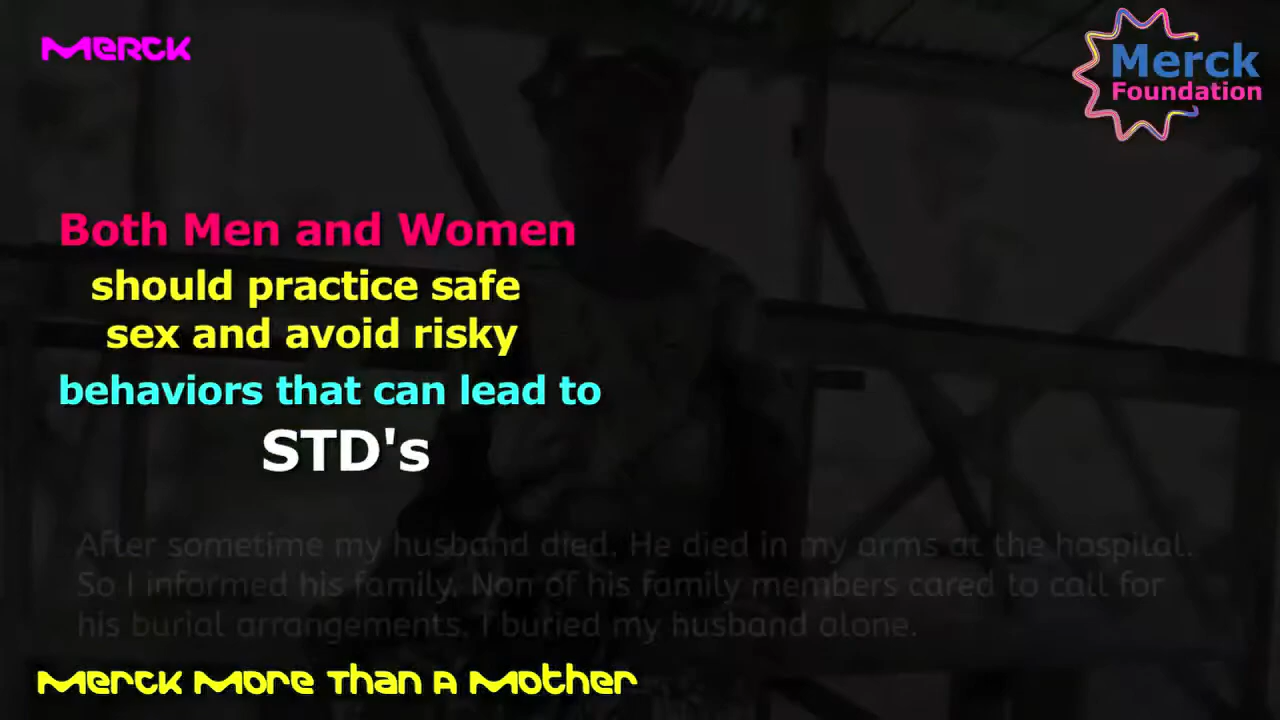 Merck
Merck
Foundation
Both Men and Women
should practice safe
sex and avoid risky
behaviors that can lead to
STD's
After sometime my husband died. He died in my arms at the hospital.
So I informed his family. Non of his family members cared to call for
his burial arrangements. I buried my husband alone.
Merck More Than A Mother